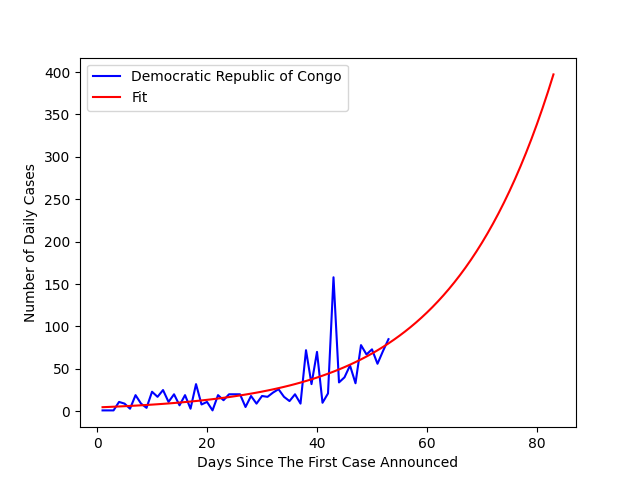 Democratic Republic of Congo
Fit
400
350
300
250
200
150
100
50
0
Number of Daily Cases
0 20 40 60 80
Days Since The First Case Announced